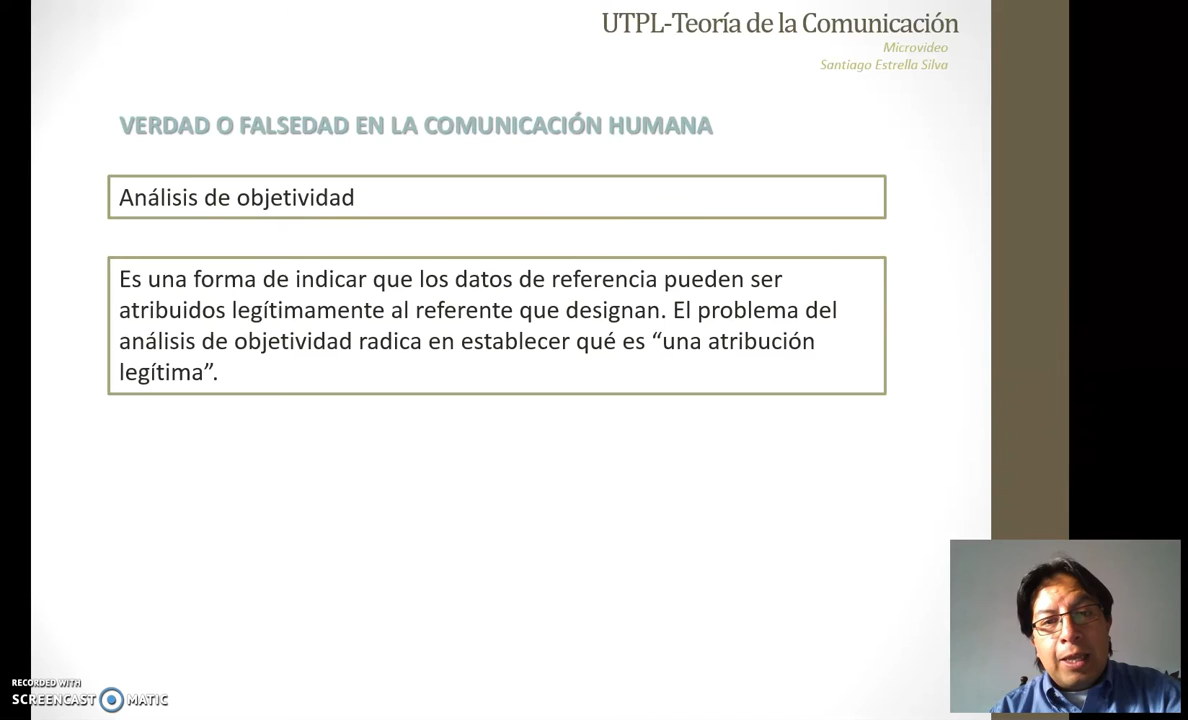 UTPL-Teoría de la Comunicación
Microvideo
Santiago Estrella Silva
VERDAD O FALSEDAD EN LA COMUNICACIÓN HUMANA
Análisis de objetividad
Es una forma de indicar que los datos de referencia pueden ser
atribuidos legítimamente al referente que designan. El problema del
análisis de objetividad radica en establecer qué es “una atribución
legítima”.
RECORDED WITH
SCREENCAST MATIC